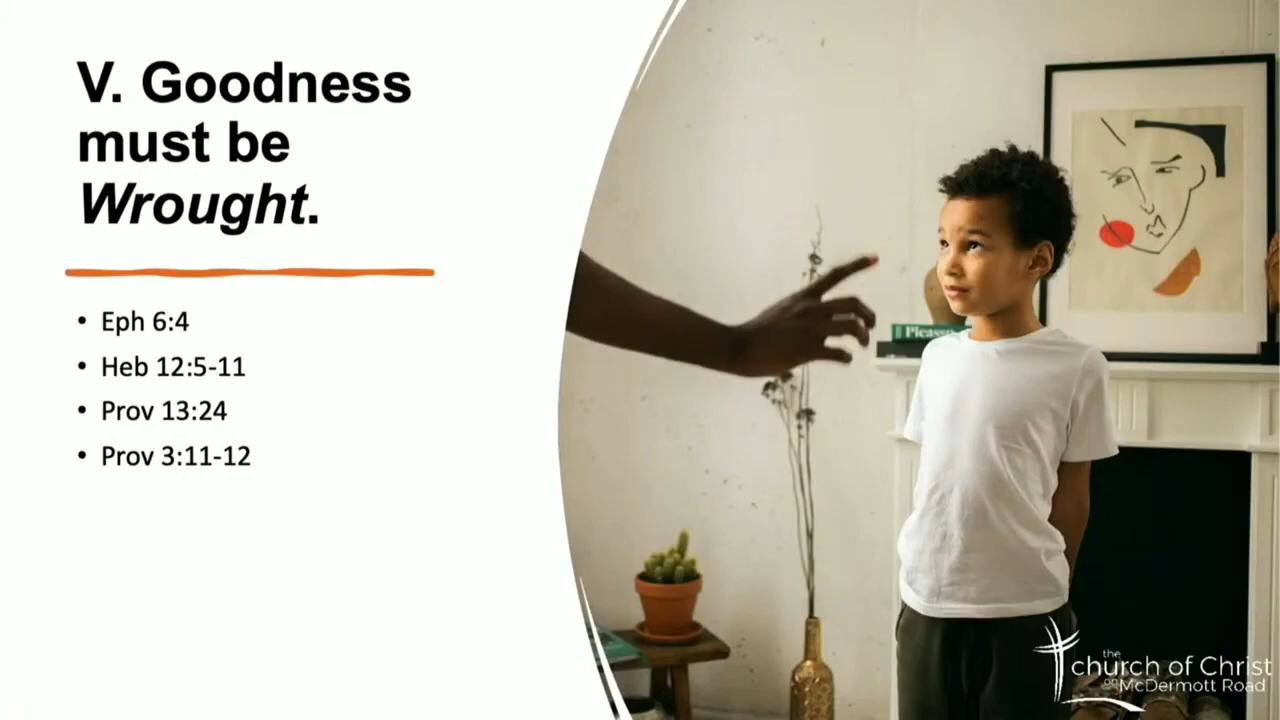 V. Goodness
must be
Wrought.
• Eph 6:4
• Heb 12:5-11
• Prov 13:24
• Prov 3:11-12
Picasso
the
church of Christ
on McDermott Road